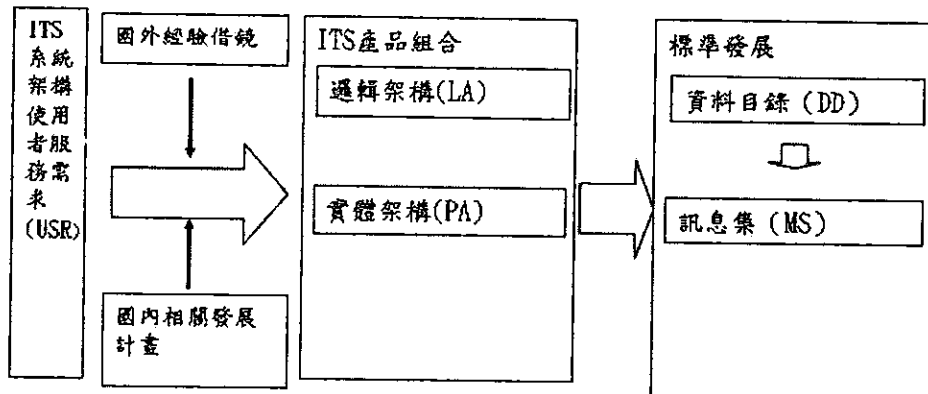 ITS
系統
架構
使用
者服
務需
求
(USR)
國外經驗借鏡
國內相關發展
計畫
ITS產品組合
邏輯架構(LA)
實體架構(PA)
標準發展
資料目錄(DD)
訊息集(MS)